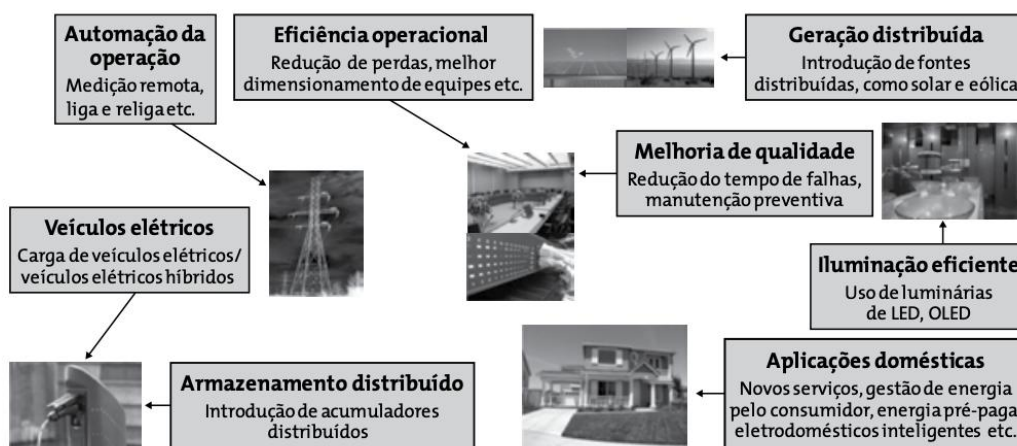 Automação da
operação
Medição remota,
liga e religa etc.
Eficiência operacional
Redução de perdas, melhor
dimensionamento de equipes etc.
Geração distribuída
Introdução de fontes
distribuídas, como solar e eólica
Melhoria de qualidade
Redução do tempo de falhas,
manutenção preventiva
Veículos elétricos
Carga de veículos elétricos/
veículos elétricos híbridos
Iluminação eficiente
Uso de luminárias
de LED, OLED
Armazenamento distribuído
Introdução de acumuladores
distribuídos
Aplicações domésticas
Novos serviços, gestão de energia
pelo consumidor, energia pré-paga,
eletrodomésticos inteligentes etc.